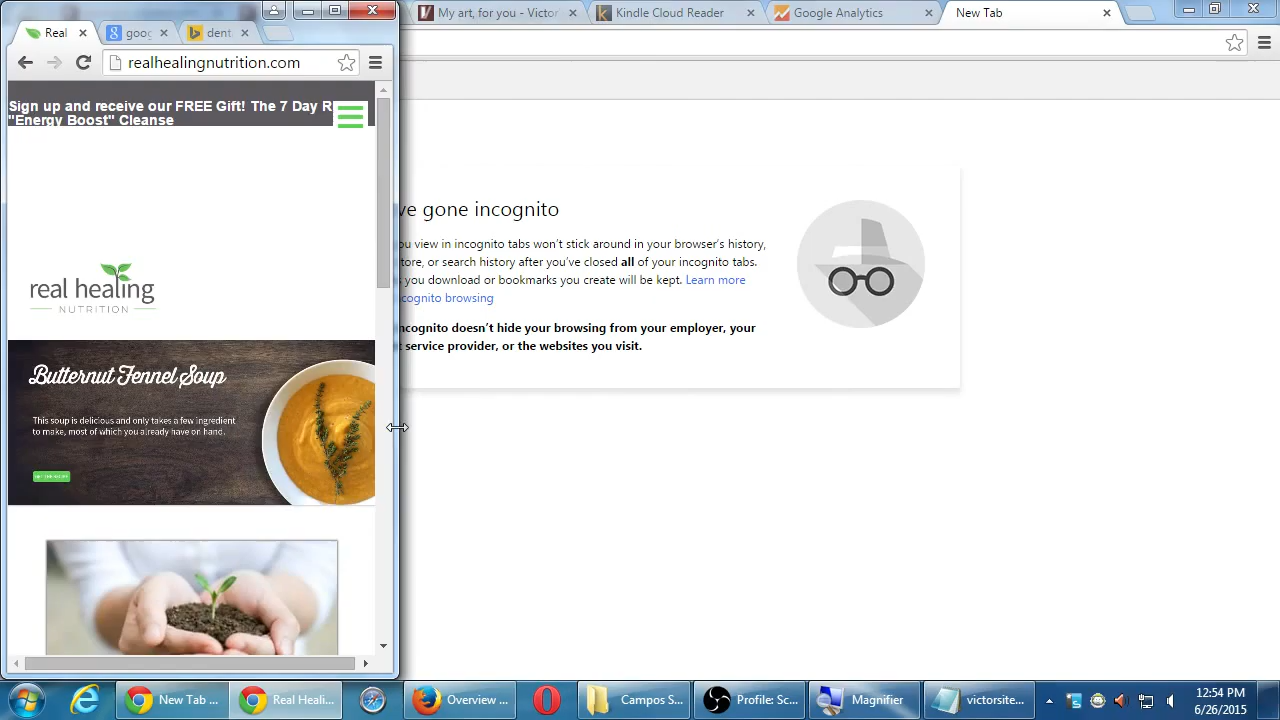 Real
goog
dent
realhealingnutrition.com
Sign up and receive our FREE Gift! The 7 Day R
"Energy Boost" Cleanse
real healing
NUTRITION
Butternut Fennel Soup
This soup is delicious and only takes a few ingredient
to make, most of which you already have on hand.
My art, for you - Victor
Kindle Cloud Reader
Google Analytics
New Tab
ve gone incognito
ou view in incognito tabs won't stick around in your browser's history,
tore, or search history after you've closed all of your incognito tabs.
s you download or bookmarks you create will be kept. Learn more
cognito browsing
ncognito doesn't hide your browsing from your employer, your
t service provider, or the websites you visit.
New Tab ...
Real Heali...
Overview ...
Campos S...
Profile: Sc...
Magnifier
victorsite...
12:54 PM
6/26/2015